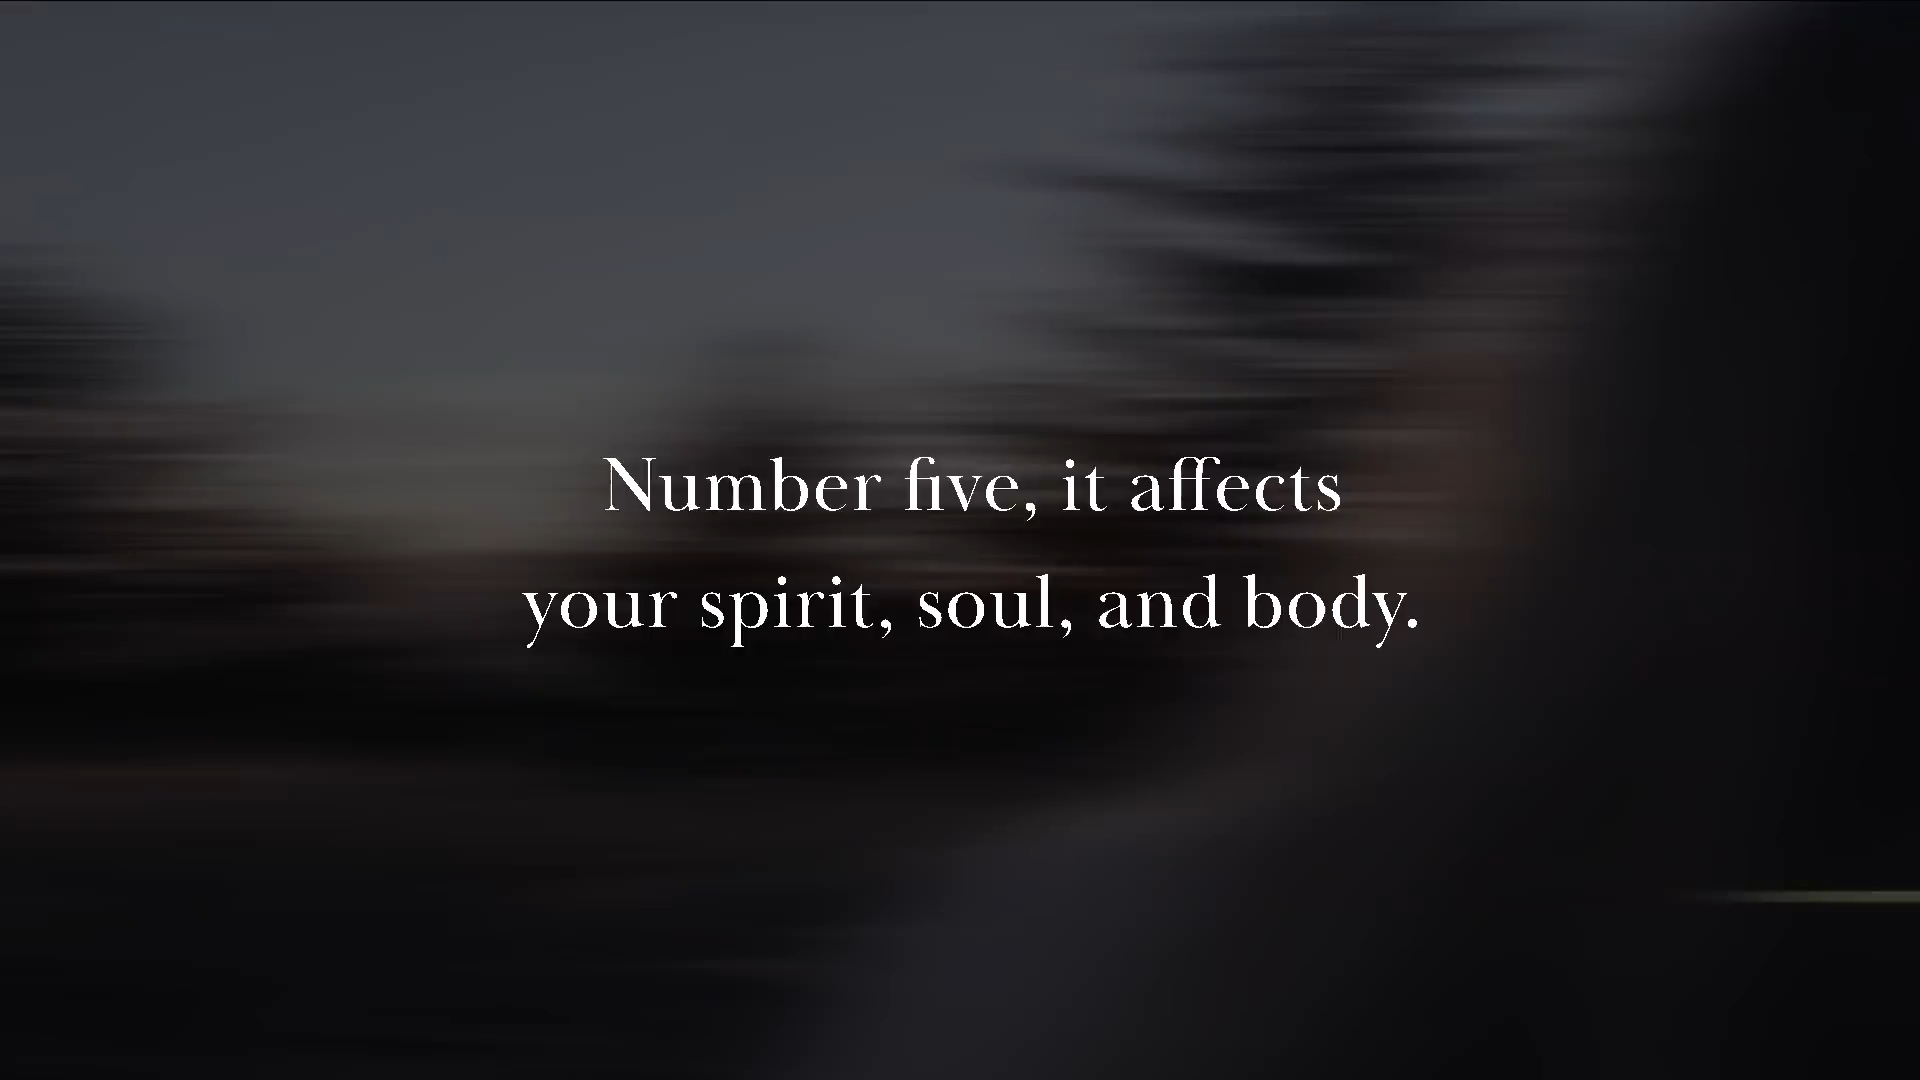 Number five, it affects
your spirit, soul, and body.